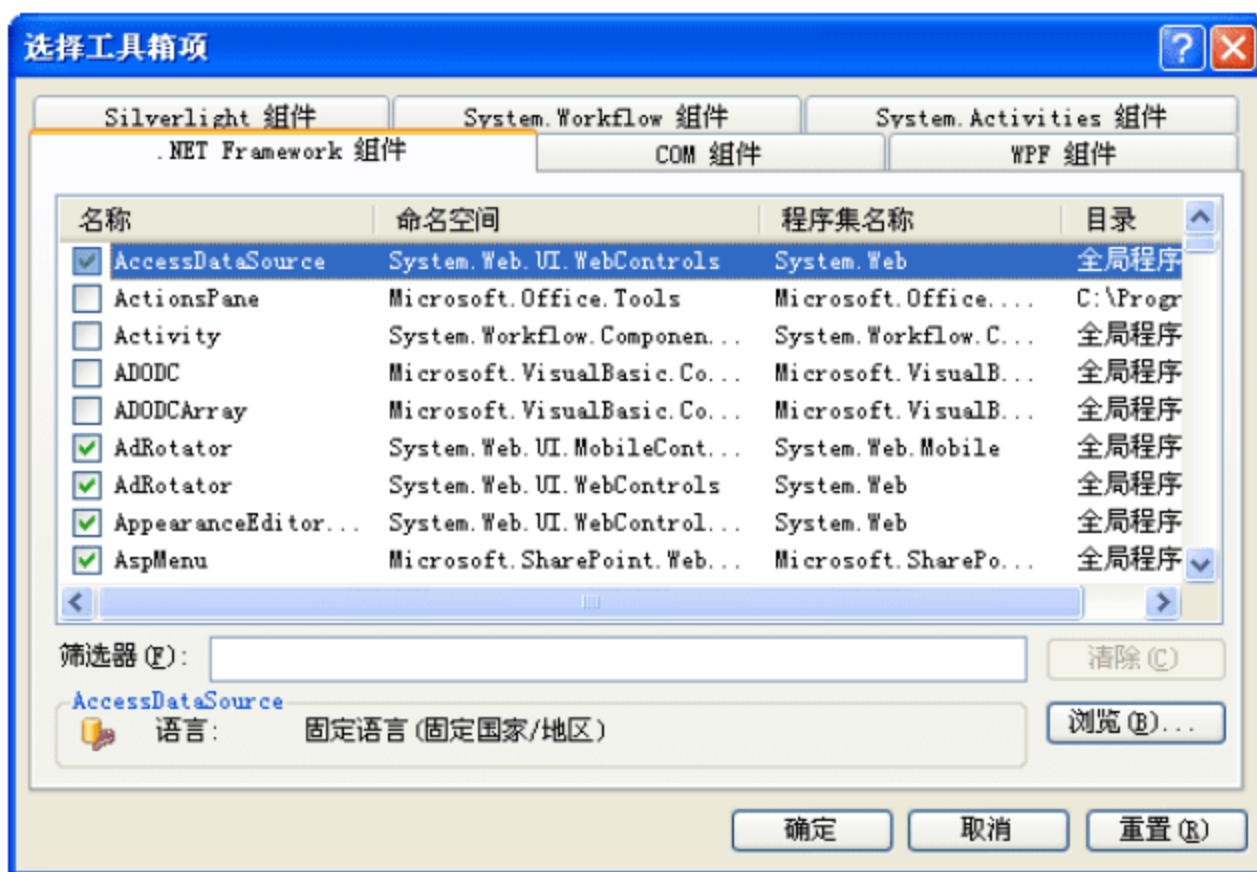 选择工具箱项
Silverlight 组件 System.Workflow 组件 System.Activities 组件
.NET Framework 组件 COM 组件 WPF 组件
名称 命名空间 程序集名称 目录
AccessDataSource System.Web.UI.WebControls System.Web 全局程序
ActionsPane Microsoft.Office.Tools Microsoft.Office.... C:\Progr
Activity System.Workflow.Componen... System.Workflow.C... 全局程序
ADODC Microsoft.VisualBasic.Co... Microsoft.VisualB... 全局程序
ADODCArray Microsoft.VisualBasic.Co... Microsoft.VisualB... 全局程序
AdRotator System.Web.UI.MobileCont... System.Web.Mobile 全局程序
AdRotator System.Web.UI.WebControls System.Web 全局程序
AppearanceEditor... System.Web.UI.WebControl... System.Web 全局程序
AspMenu Microsoft.SharePoint.Web... Microsoft.SharePo... 全局程序
筛选器(F): 清除(C)
AccessDataSource
语言: 固定语言(固定国家/地区) 浏览(B)...
确定 取消 重置(R)